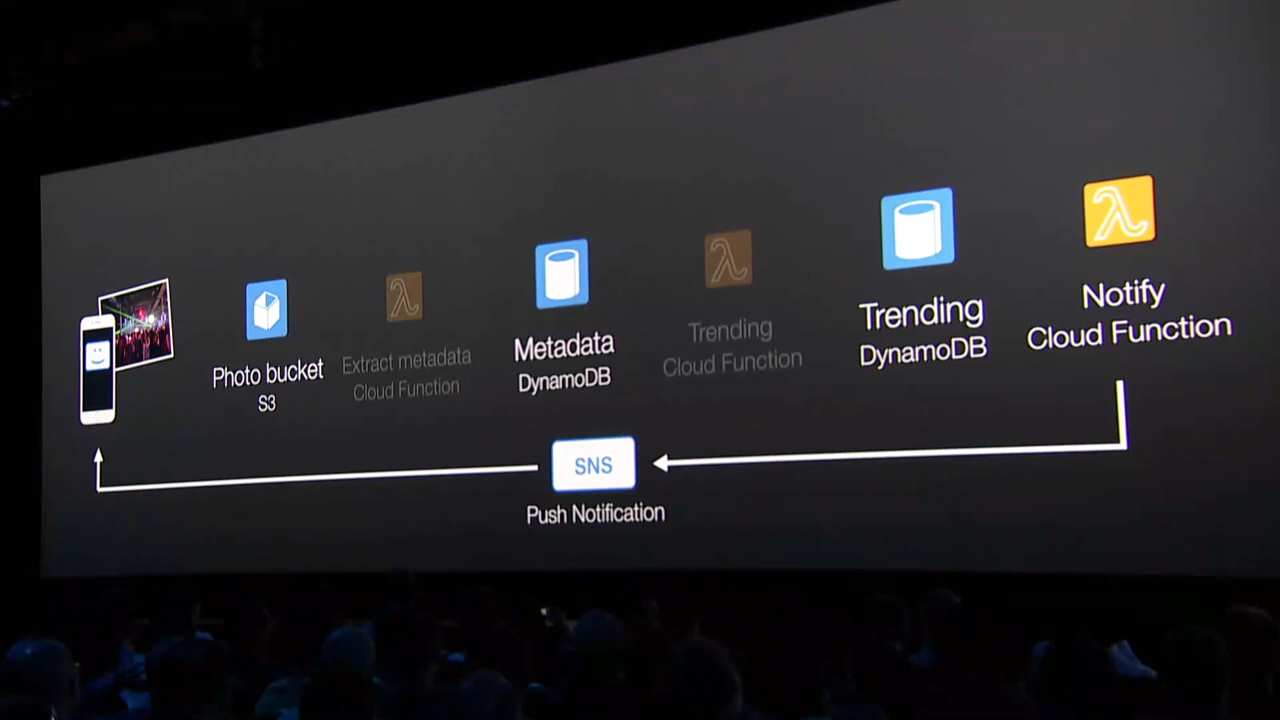 Photo bucket
S3
Extract metadata
Cloud Function
Metadata
DynamoDB
Trending
Cloud Function
Trending
DynamoDB
Notify
Cloud Function
SNS
Push Notification